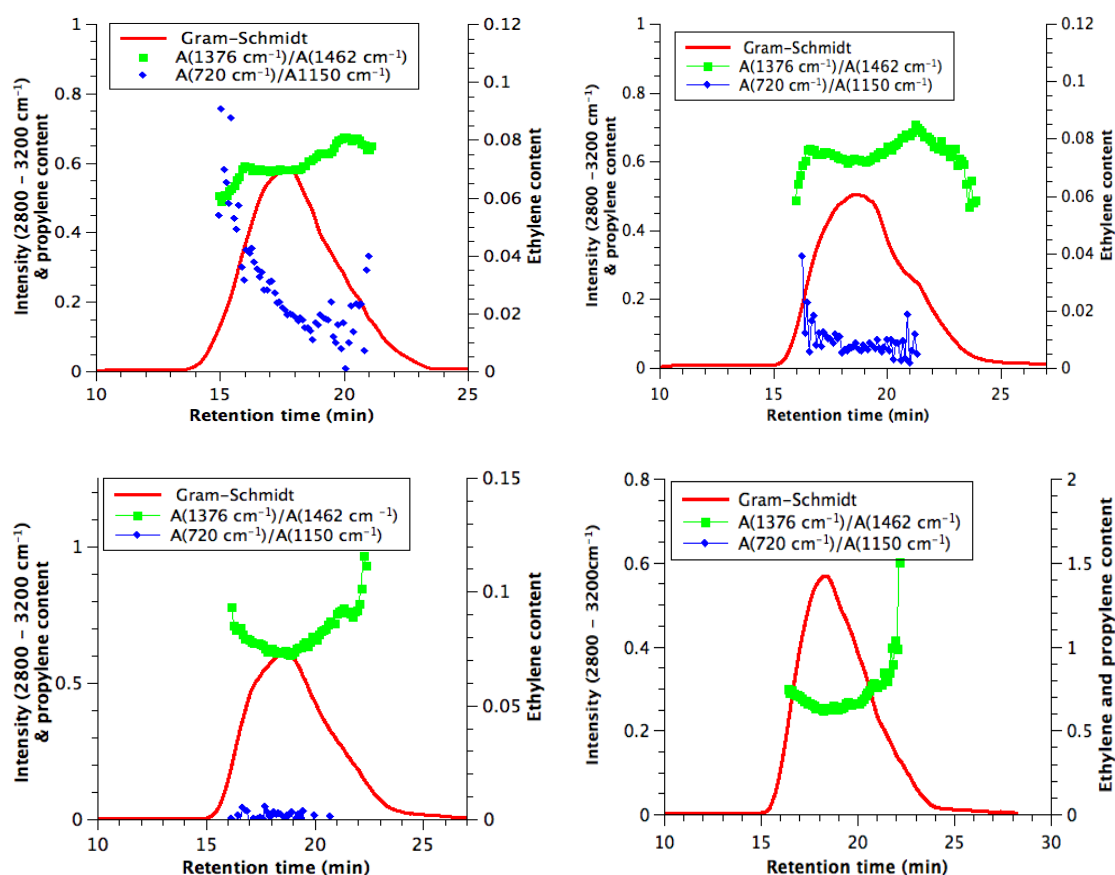 1
0.8
0.6
0.4
0.2
0
Intensity (2800 – 3200 cm⁻¹)
& propylene content
Gram–Schmidt
A(1376 cm⁻¹)/A(1462 cm⁻¹)
A(720 cm⁻¹)/A1150 cm⁻¹)
0.12
0.1
0.08
0.06
0.04
0.02
0
Ethylene content
10 15 20 25
Retention time (min)
1
0.8
0.6
0.4
0.2
0
Intensity (2800 –3200 cm⁻¹)
& propylene content
Gram–Schmidt
A(1376 cm⁻¹)/A(1462 cm⁻¹)
A(720 cm⁻¹)/A(1150 cm⁻¹)
0.12
0.1
0.08
0.06
0.04
0.02
0
Ethylene content
10 15 20 25
Retention time (min)
1
0.5
0
Intensity (2800 – 3200 cm⁻¹)
& propylene content
Gram–Schmidt
A(1376 cm⁻¹)/A(1462 cm ⁻¹)
A(720 cm⁻¹)/A(1150 cm⁻¹)
0.15
0.1
0.05
0
Ethylene content
10 15 20 25
Retention time (min)
0.8
0.6
0.4
0.2
0
Intensity (2800 – 3200cm⁻¹)
Gram–Schmidt
A(1376 cm⁻¹)/A(1462 cm⁻¹)
A(720 cm⁻¹)/A(1150 cm⁻¹)
2
1.5
1
0.5
0
Ethylene and propylene content
10 15 20 25 30
Retention time (min)